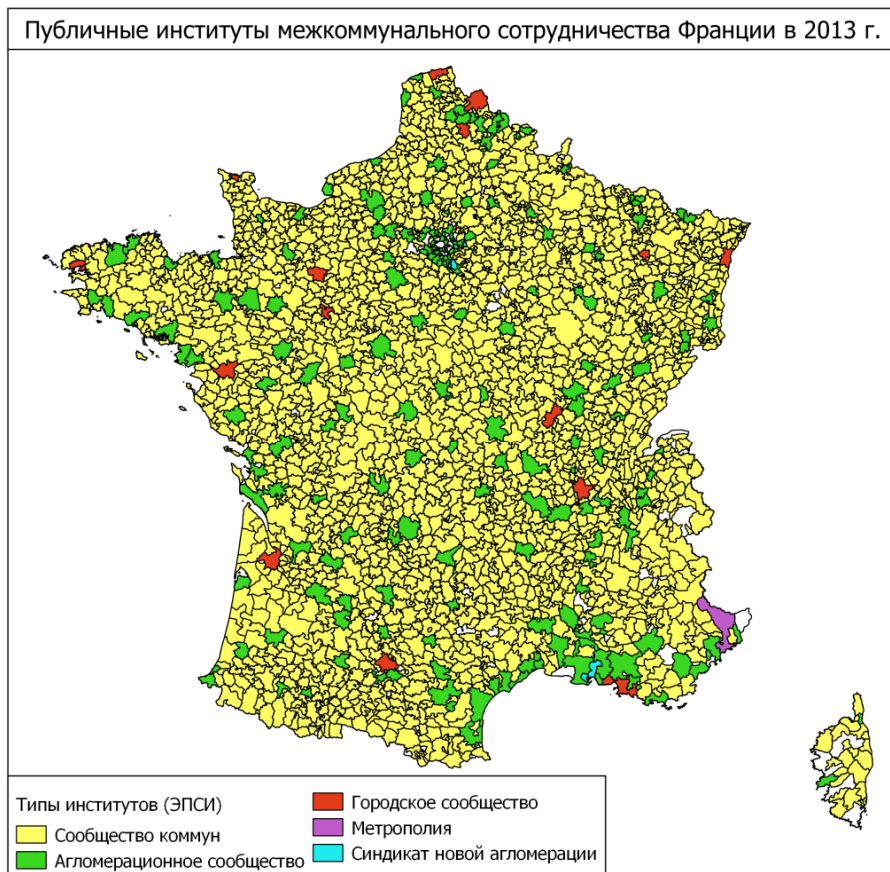 Публичные институты межкоммунального сотрудничества Франции в 2013 г.
Типы институтов (ЭПСИ)
Сообщество коммун
Агломерационное сообщество
Городское сообщество
Метрополия
Синдикат новой агломерации